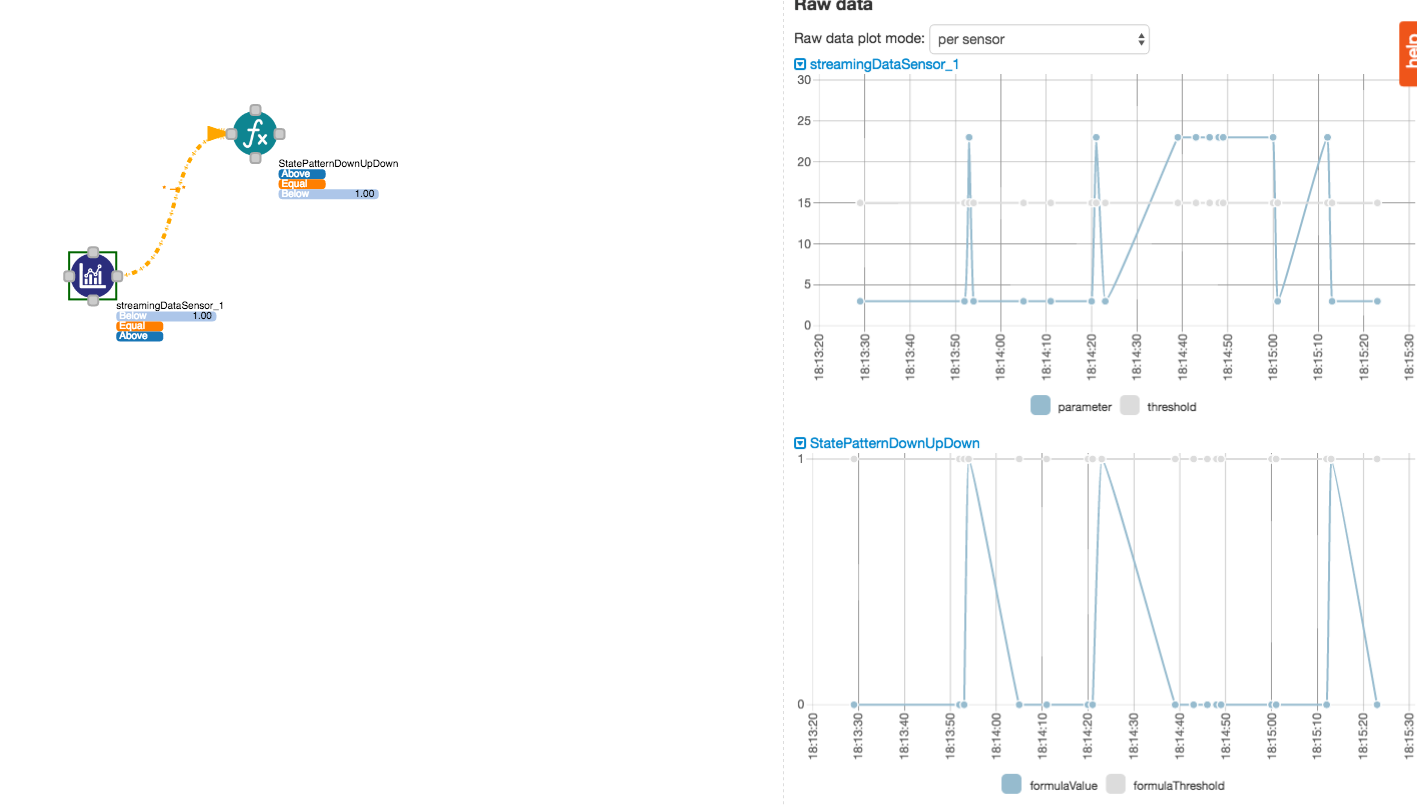 StatePatternDownUpDown
Above
Equal
Below 1.00
streamingDataSensor_1
Below 1.00
Equal
Above
Raw data
Raw data plot mode: per sensor
help
streamingDataSensor_1
30
25
20
15
10
5
0
18:13:20 18:13:30 18:13:40 18:13:50 18:14:00 18:14:10 18:14:20 18:14:30 18:14:40 18:14:50 18:15:00 18:15:10 18:15:20 18:15:30
parameter threshold
StatePatternDownUpDown
1
0
18:13:20 18:13:30 18:13:40 18:13:50 18:14:00 18:14:10 18:14:20 18:14:30 18:14:40 18:14:50 18:15:00 18:15:10 18:15:20 18:15:30
formulaValue formulaThreshold